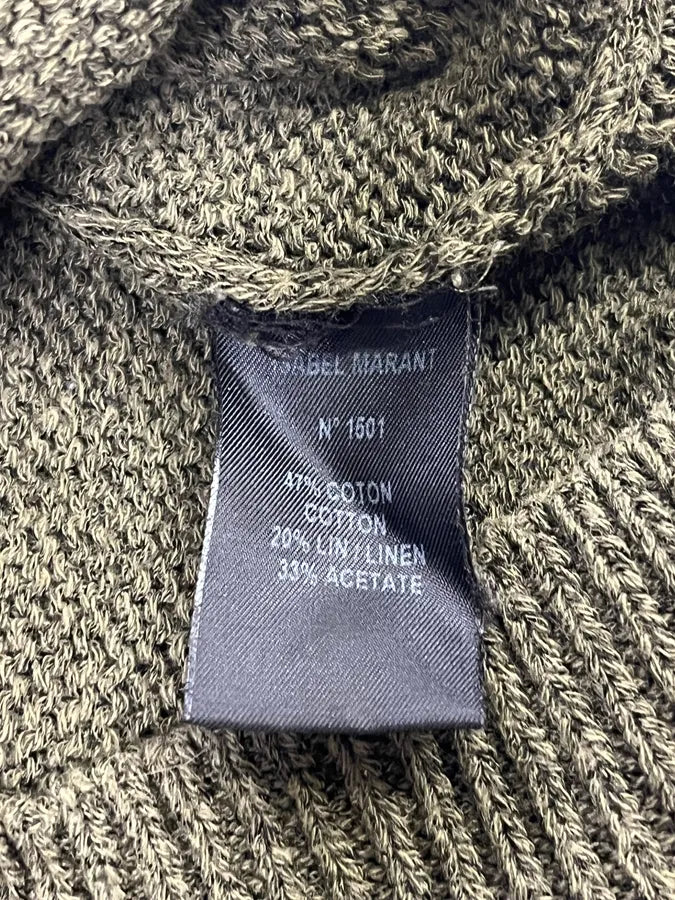 ISABEL MARANT
N° 1501
47% COTON
COTTON
20% LIN / LINEN
33% ACETATE